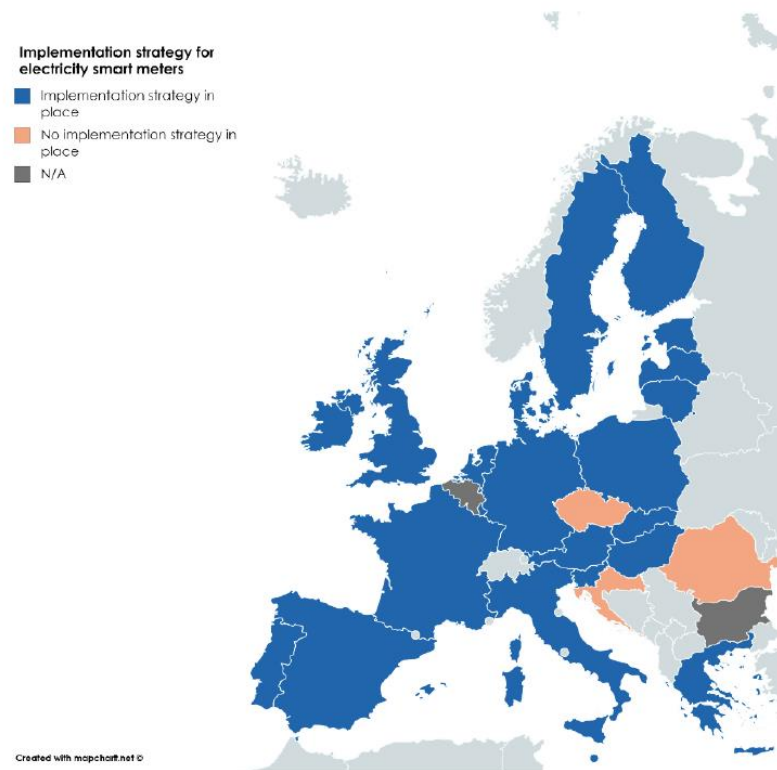 Implementation strategy for
electricity smart meters
Implementation strategy in
place
No implementation strategy in
place
N/A
Created with mapchart.net ©